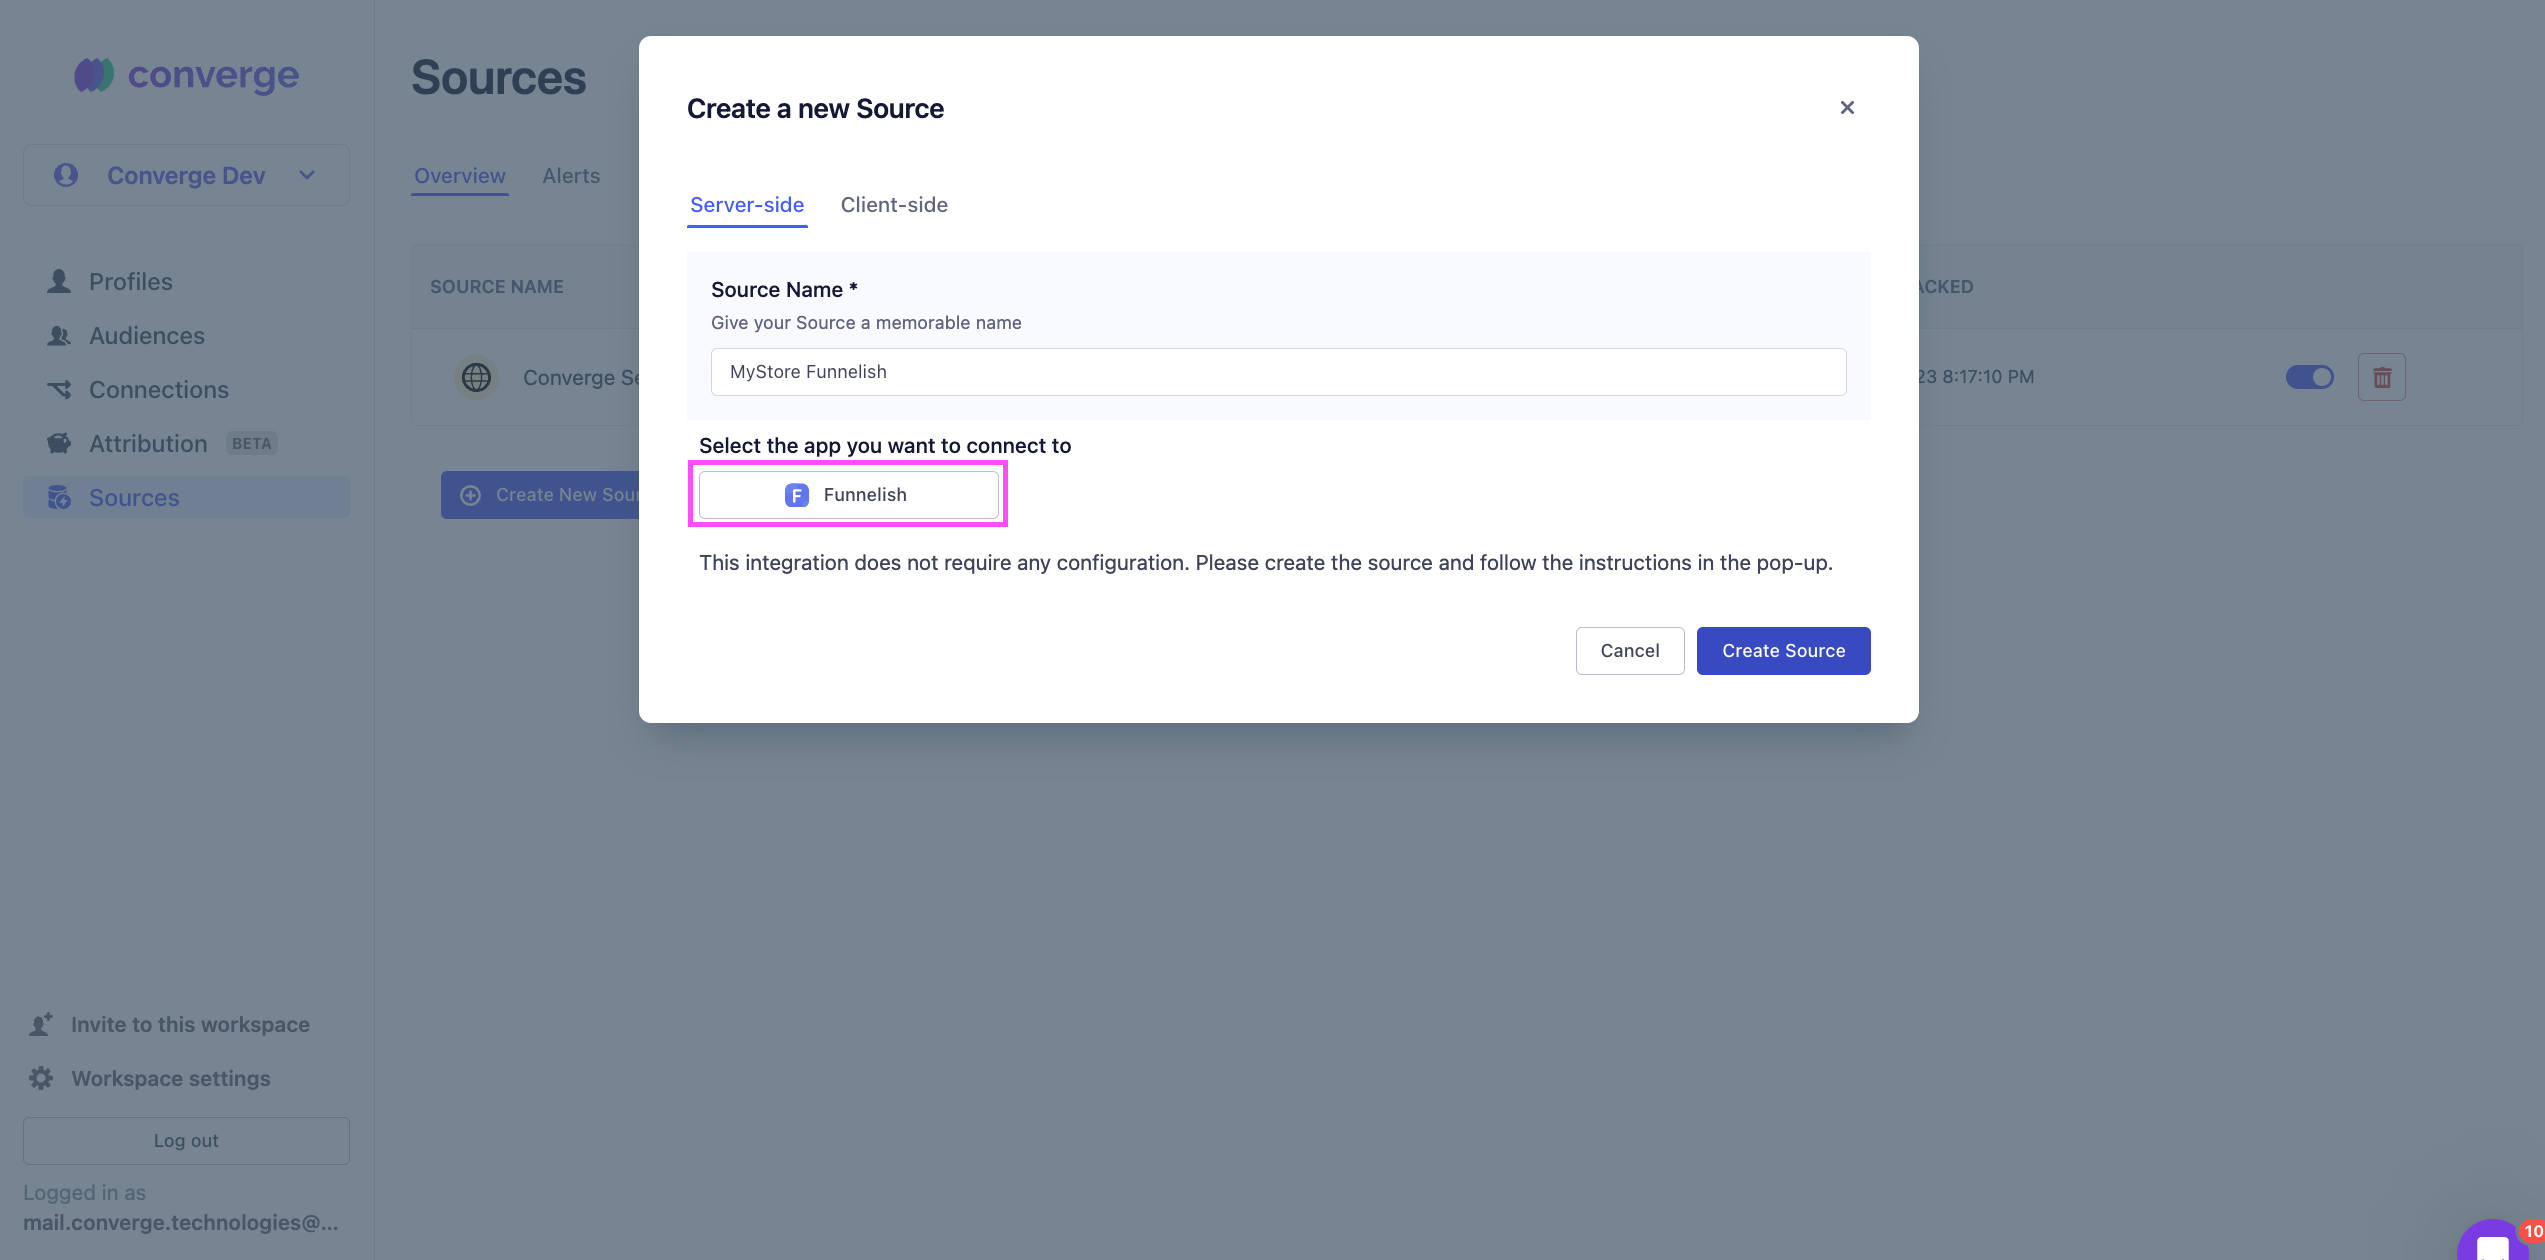 converge
Converge Dev
Profiles
Audiences
Connections
Attribution BETA
Sources
Invite to this workspace
Workspace settings
Log out
Logged in as
mail.converge.technologies@...
Sources
Overview Alerts
SOURCE NAME
Converge Se
23 8:17:10 PM
Create New Sour
Create a new Source
Server-side Client-side
Source Name *
Give your Source a memorable name
MyStore Funnelish
Select the app you want to connect to
F Funnelish
This integration does not require any configuration. Please create the source and follow the instructions in the pop-up.
Cancel Create Source
10